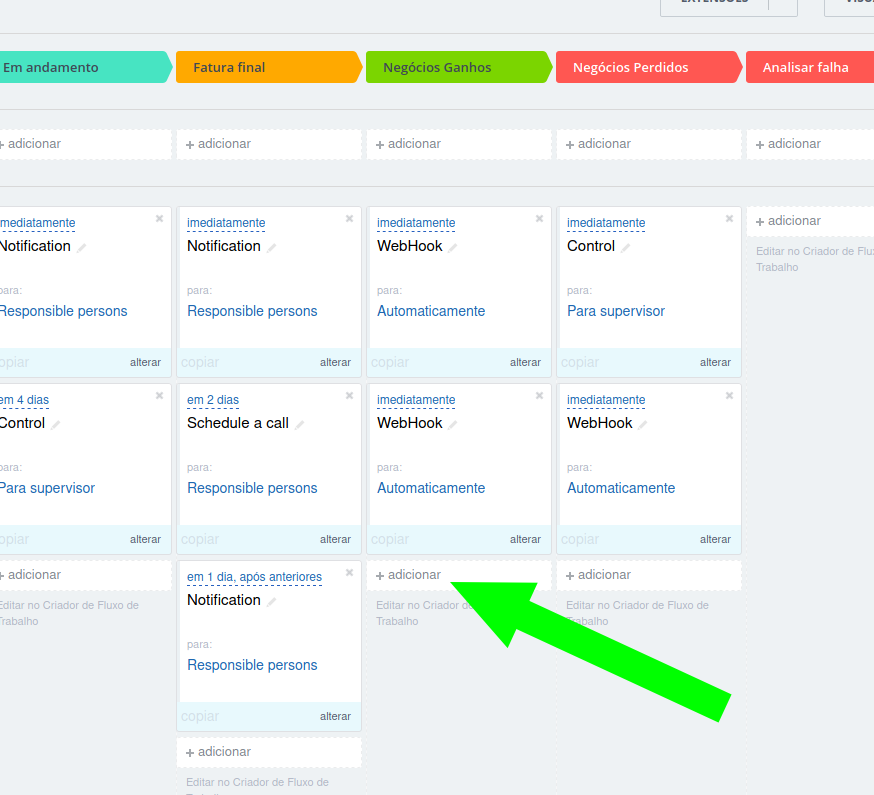 Em andamento
Fatura final
Negócios Ganhos
Negócios Perdidos
Analisar falha
+ adicionar
+ adicionar
+ adicionar
+ adicionar
+ adicionar
imediatamente
Notification
para:
Responsible persons
copiar alterar
em 4 dias
Control
para:
Para supervisor
copiar alterar
+ adicionar
Editar no Criador de Fluxo de
Trabalho
imediatamente
Notification
para:
Responsible persons
copiar alterar
em 2 dias
Schedule a call
para:
Responsible persons
copiar alterar
em 1 dia, após anteriores
Notification
para:
Responsible persons
copiar alterar
+ adicionar
Editar no Criador de Fluxo de
imediatamente
WebHook
para:
Automaticamente
copiar alterar
imediatamente
WebHook
para:
Automaticamente
copiar alterar
+ adicionar
Editar no Criador de
Trabalho
imediatamente
Control
para:
Para supervisor
copiar alterar
imediatamente
WebHook
para:
Automaticamente
copiar alterar
+ adicionar
Editar no Criador de Fluxo de
Trabalho
+ adicionar
Editar no Criador de Flux
Trabalho